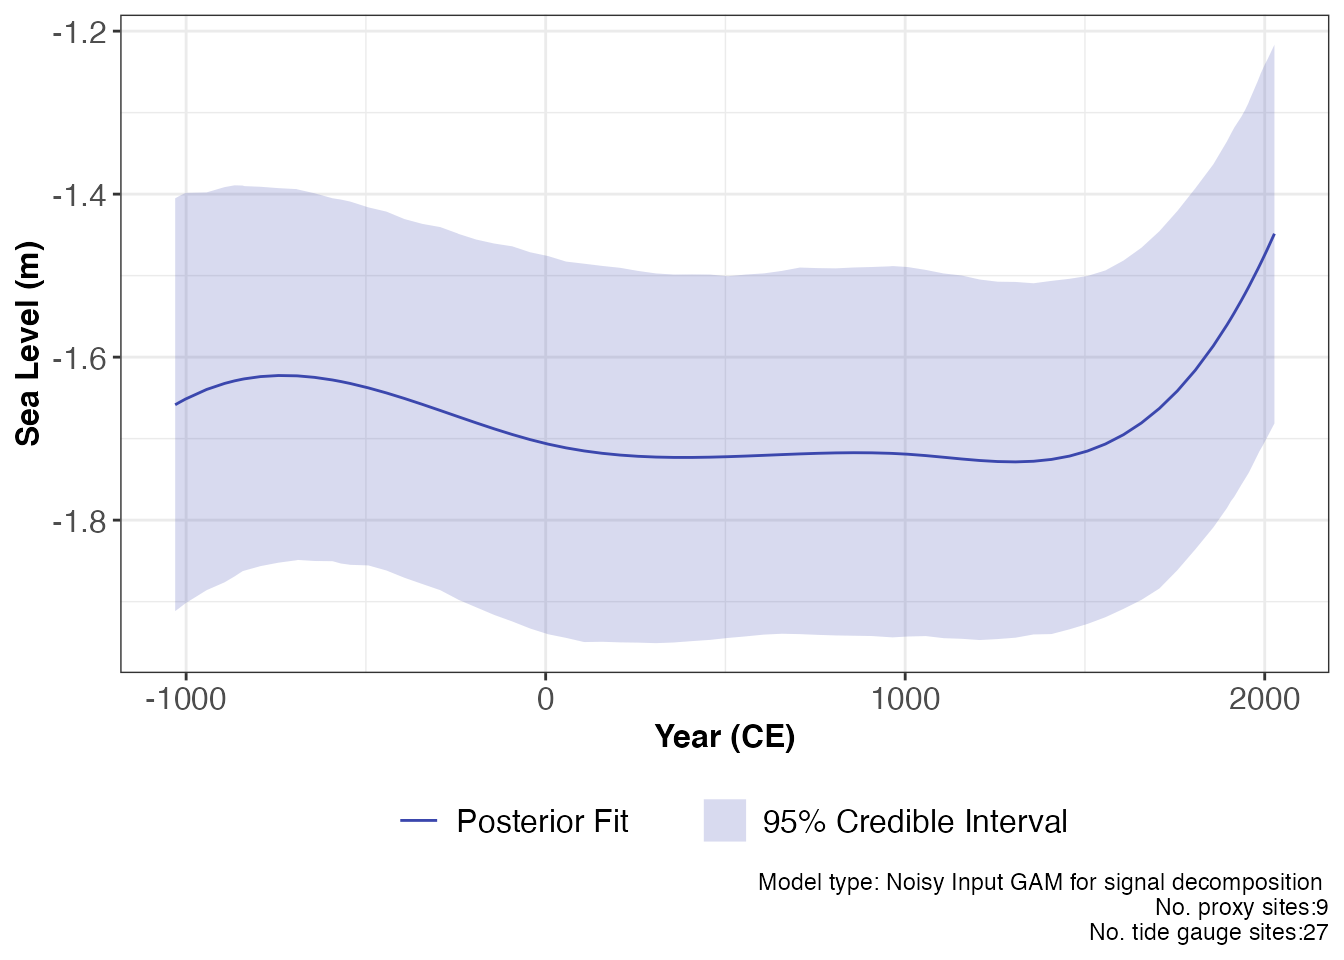 -1.2
-1.4
-1.6
-1.8
Sea Level (m)
-1000 0 1000 2000
Year (CE)
Posterior Fit 95% Credible Interval
Model type: Noisy Input GAM for signal decomposition
No. proxy sites:9
No. tide gauge sites:27